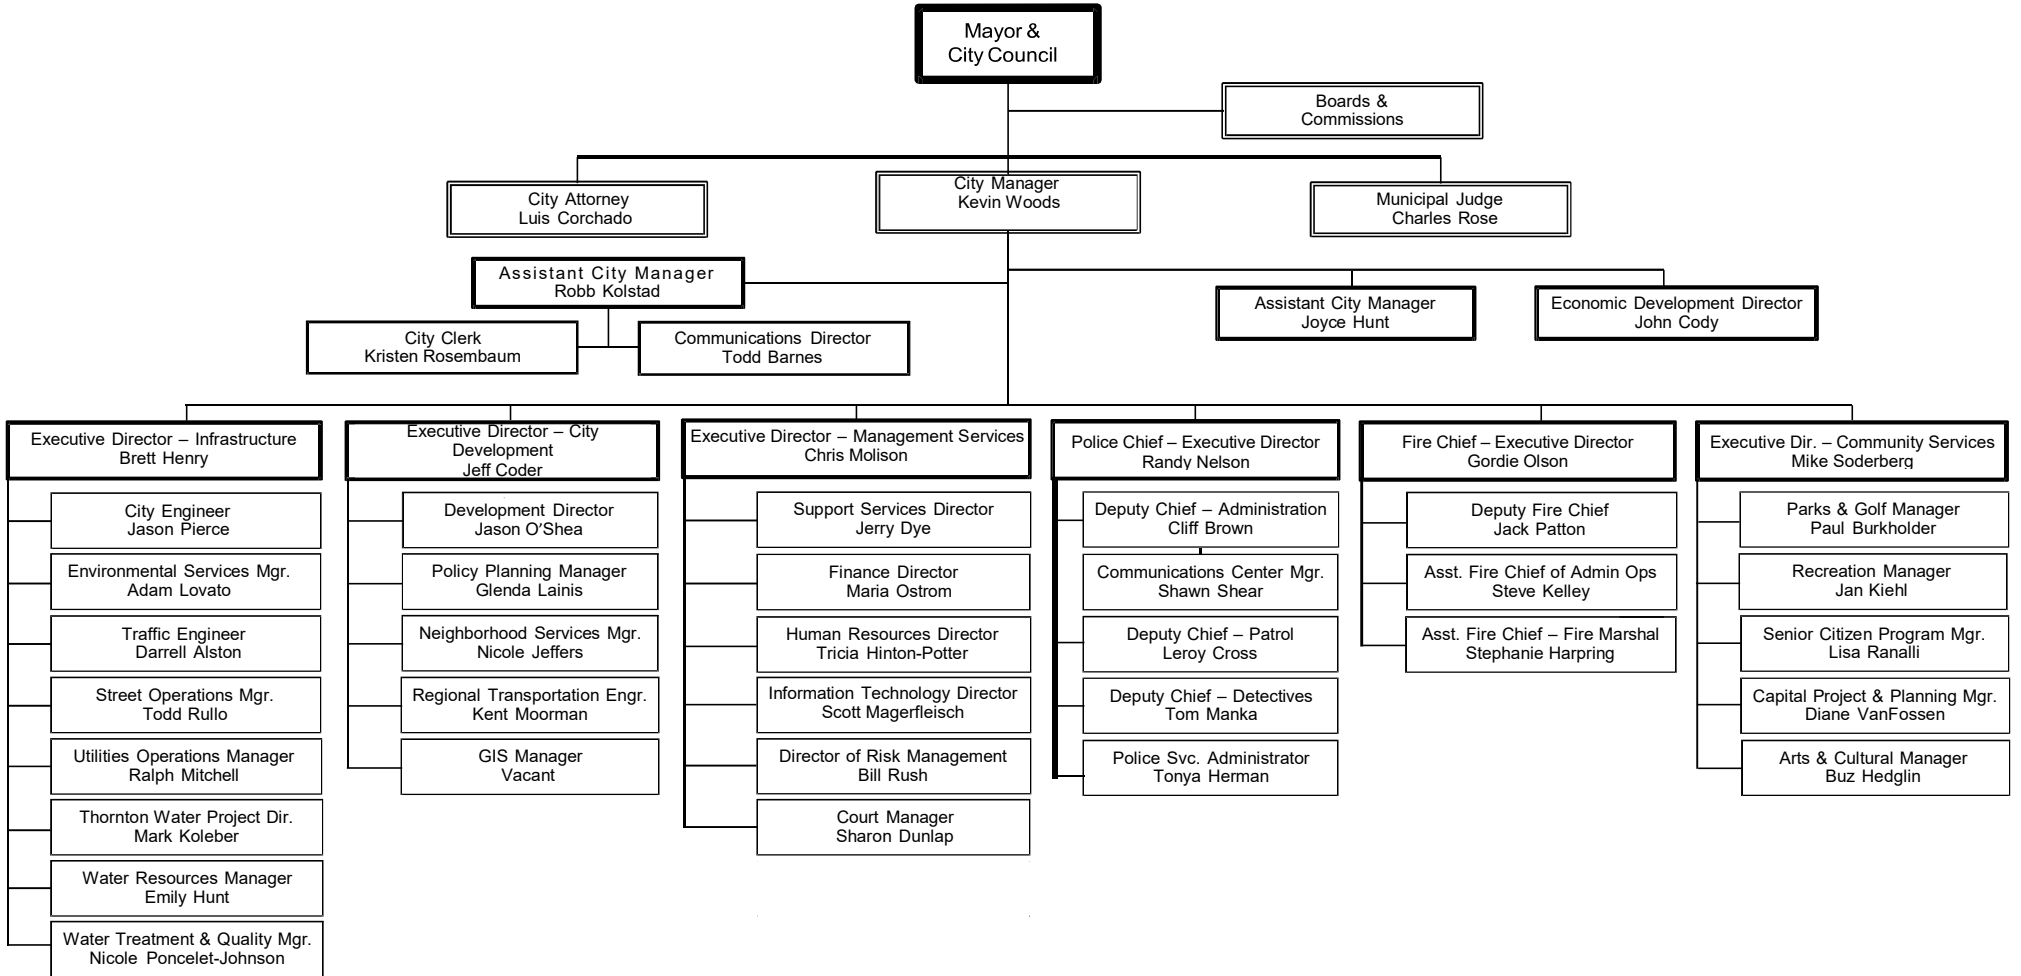 Mayor &
City Council
Boards &
Commissions
City Attorney
Luis Corchado
City Manager
Kevin Woods
Municipal Judge
Charles Rose
Assistant City Manager
Robb Kolstad
Assistant City Manager
Joyce Hunt
Economic Development Director
John Cody
City Clerk
Kristen Rosembaum
Communications Director
Todd Barnes
Executive Director – Infrastructure
Brett Henry
City Engineer
Jason Pierce
Environmental Services Mgr.
Adam Lovato
Traffic Engineer
Darrell Alston
Street Operations Mgr.
Todd Rullo
Utilities Operations Manager
Ralph Mitchell
Thornton Water Project Dir.
Mark Koleber
Water Resources Manager
Emily Hunt
Water Treatment & Quality Mgr.
Nicole Poncelet-Johnson
Executive Director – City
Development
Jeff Coder
Development Director
Jason O'Shea
Policy Planning Manager
Glenda Lainis
Neighborhood Services Mgr.
Nicole Jeffers
Regional Transportation Engr.
Kent Moorman
GIS Manager
Vacant
Executive Director – Management Services
Chris Molison
Support Services Director
Jerry Dye
Finance Director
Maria Ostrom
Human Resources Director
Tricia Hinton-Potter
Information Technology Director
Scott Magerfleisch
Director of Risk Management
Bill Rush
Court Manager
Sharon Dunlap
Police Chief – Executive Director
Randy Nelson
Deputy Chief – Administration
Cliff Brown
Communications Center Mgr.
Shawn Shear
Deputy Chief – Patrol
Leroy Cross
Deputy Chief – Detectives
Tom Manka
Police Svc. Administrator
Tonya Herman
Fire Chief – Executive Director
Gordie Olson
Deputy Fire Chief
Jack Patton
Asst. Fire Chief of Admin Ops
Steve Kelley
Asst. Fire Chief – Fire Marshal
Stephanie Harpring
Executive Dir. – Community Services
Mike Soderberg
Parks & Golf Manager
Paul Burkholder
Recreation Manager
Jan Kiehl
Senior Citizen Program Mgr.
Lisa Ranalli
Capital Project & Planning Mgr.
Diane VanFossen
Arts & Cultural Manager
Buz Hedglin